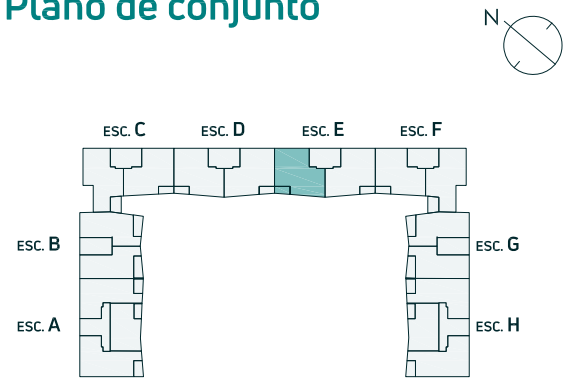 Plano de conjunto
N
ESC. C
ESC. D
ESC. E
ESC. F
ESC. B
ESC. G
ESC. A
ESC. H